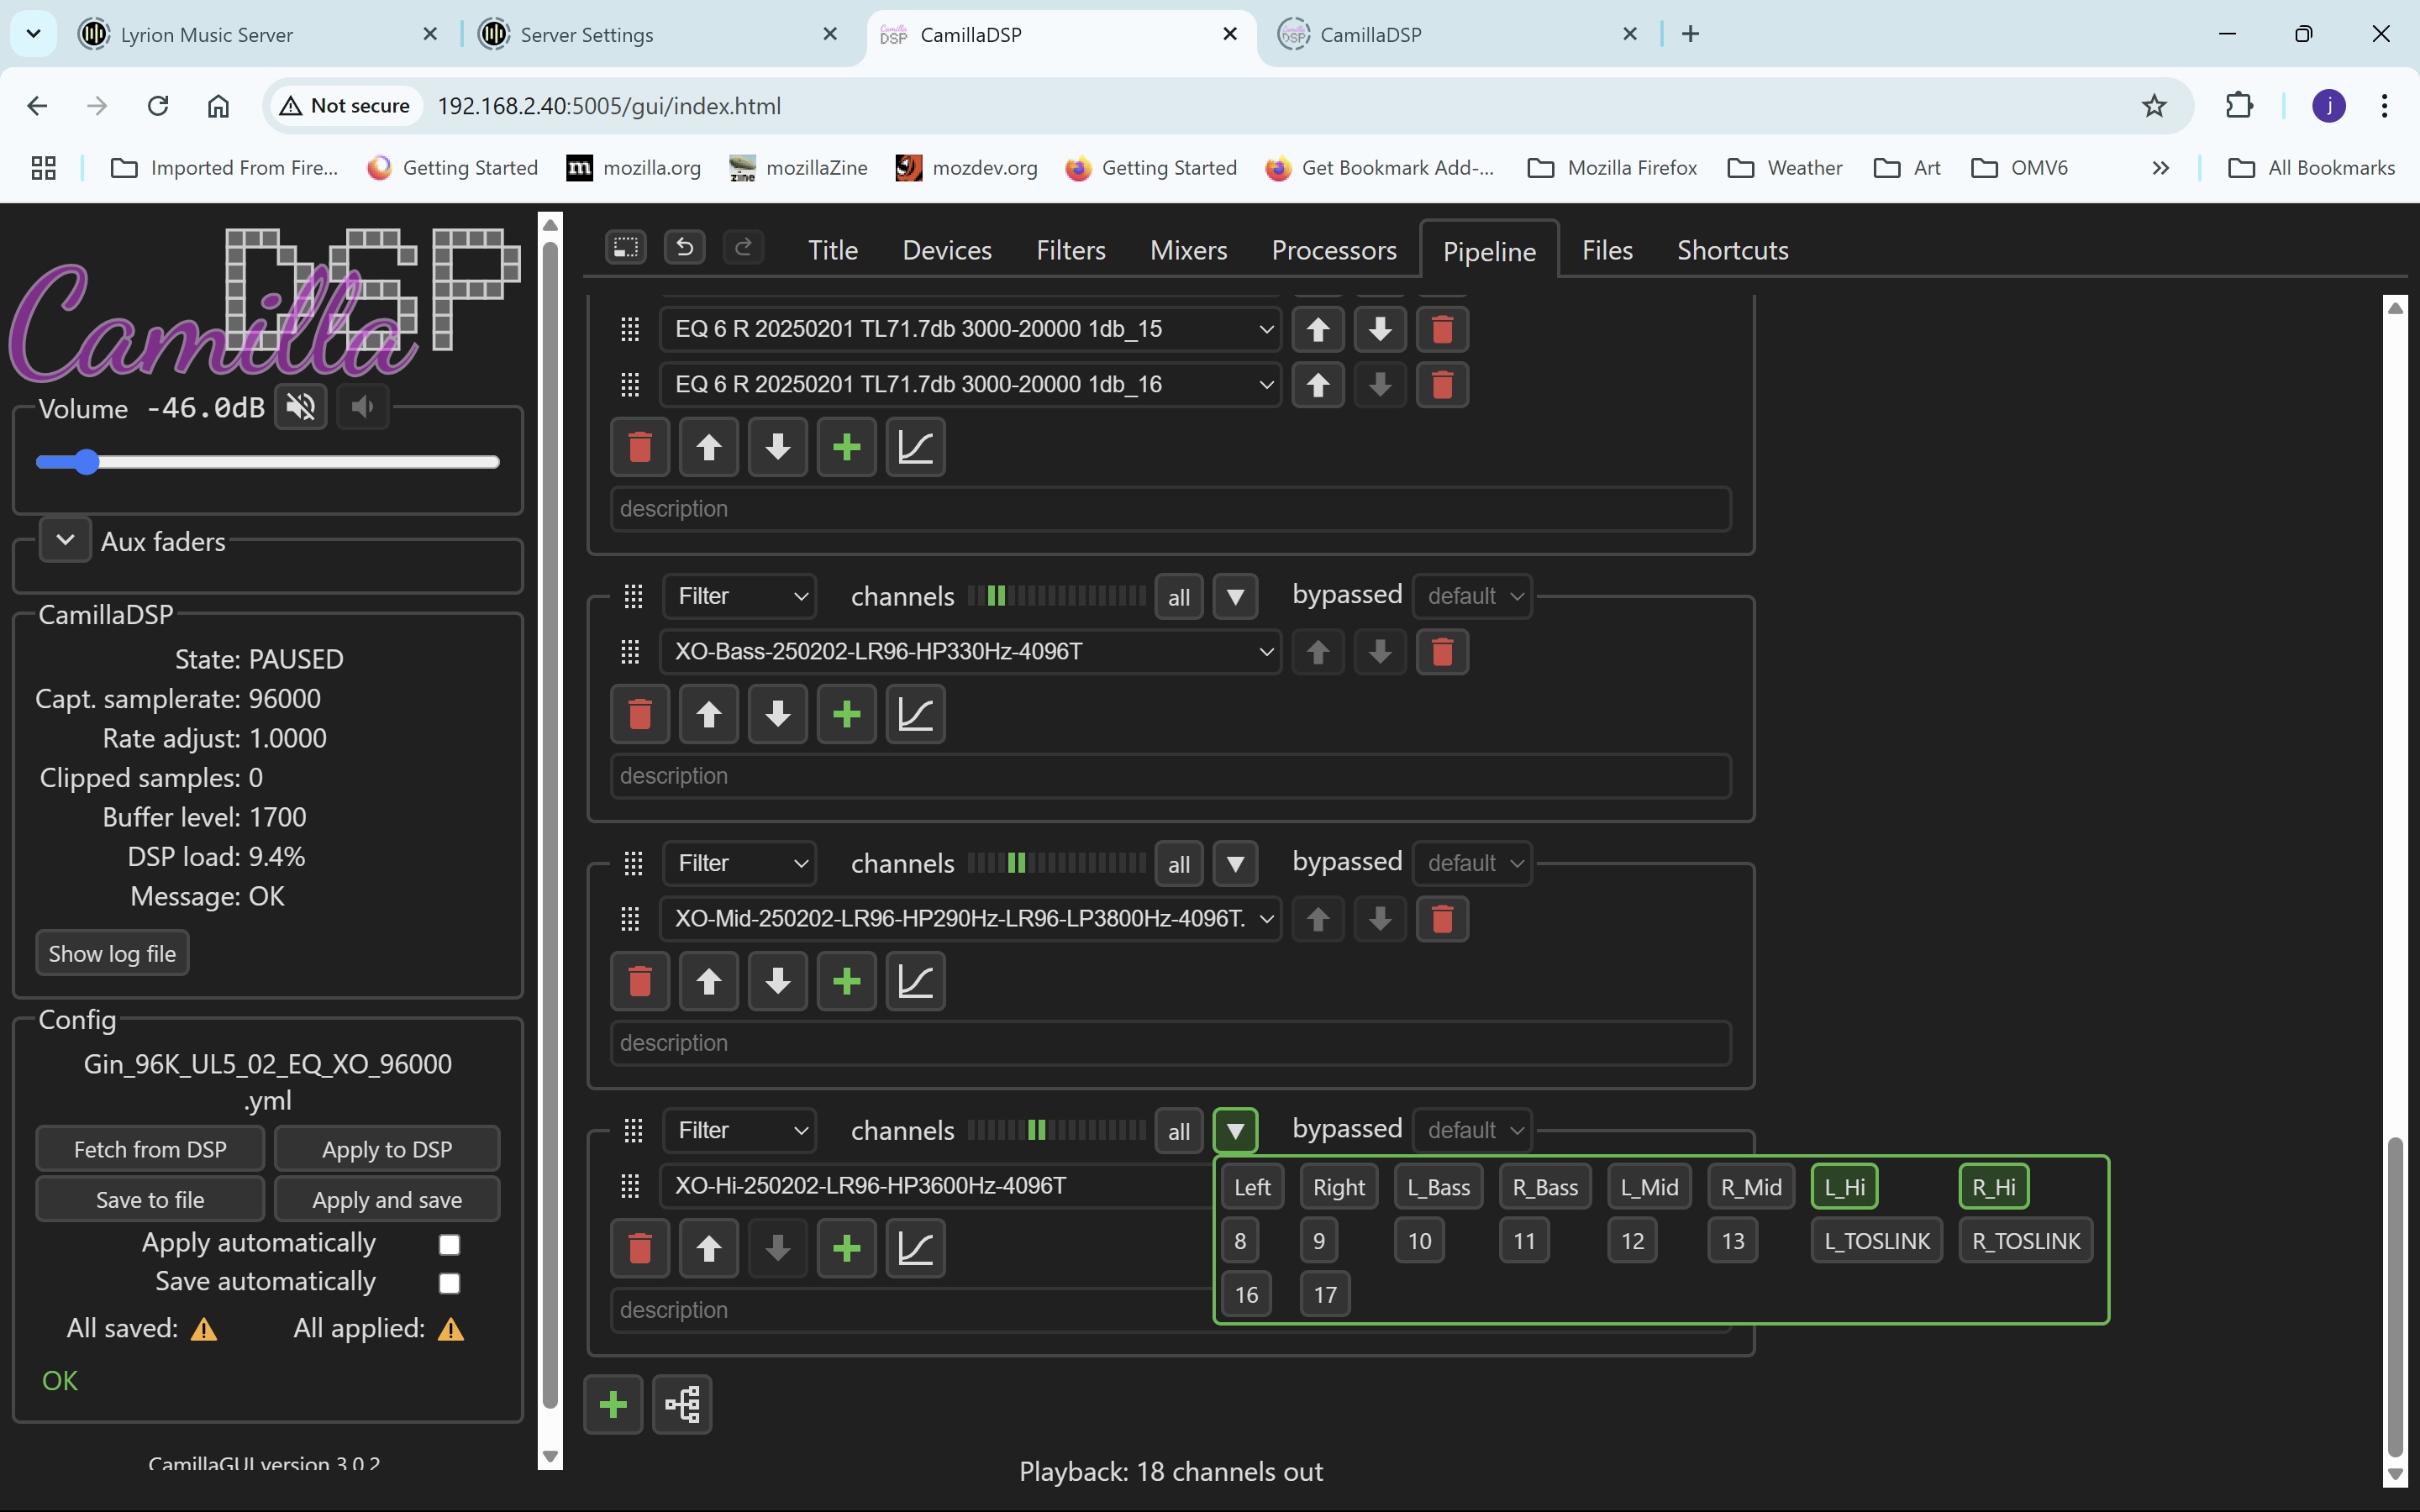 Lyrion Music Server
Server Settings
CamillaDSP
CamillaDSP
Not secure
192.168.2.40:5005/gui/index.html
j
Imported From Fire...
Getting Started
mozilla.org
mozillaZine
mozdev.org
Getting Started
Get Bookmark Add-...
Mozilla Firefox
Weather
Art
OMV6
All Bookmarks
Camilla DSP
Volume -46.0dB
Aux faders
CamillaDSP
State: PAUSED
Capt. samplerate: 96000
Rate adjust: 1.0000
Clipped samples: 0
Buffer level: 1700
DSP load: 9.4%
Message: OK
Show log file
Config
Gin_96K_UL5_02_EQ_XO_96000
.yml
Fetch from DSP
Apply to DSP
Save to file
Apply and save
Apply automatically
Save automatically
All saved:
All applied:
OK
CamillaGUI version 3.0.2
Title
Devices
Filters
Mixers
Processors
Pipeline
Files
Shortcuts
EQ 6 R 20250201 TL71.7db 3000-20000 1db_15
EQ 6 R 20250201 TL71.7db 3000-20000 1db_16
description
Filter channels all ▼ bypassed default
XO-Bass-250202-LR96-HP330Hz-4096T
description
Filter channels all ▼ bypassed default
XO-Mid-250202-LR96-HP290Hz-LR96-LP3800Hz-4096T.
description
Filter channels all ▼ bypassed default
XO-Hi-250202-LR96-HP3600Hz-4096T
Left Right L_Bass R_Bass L_Mid R_Mid L_Hi R_Hi
8 9 10 11 12 13 L_TOSLINK R_TOSLINK
16 17
description
Playback: 18 channels out